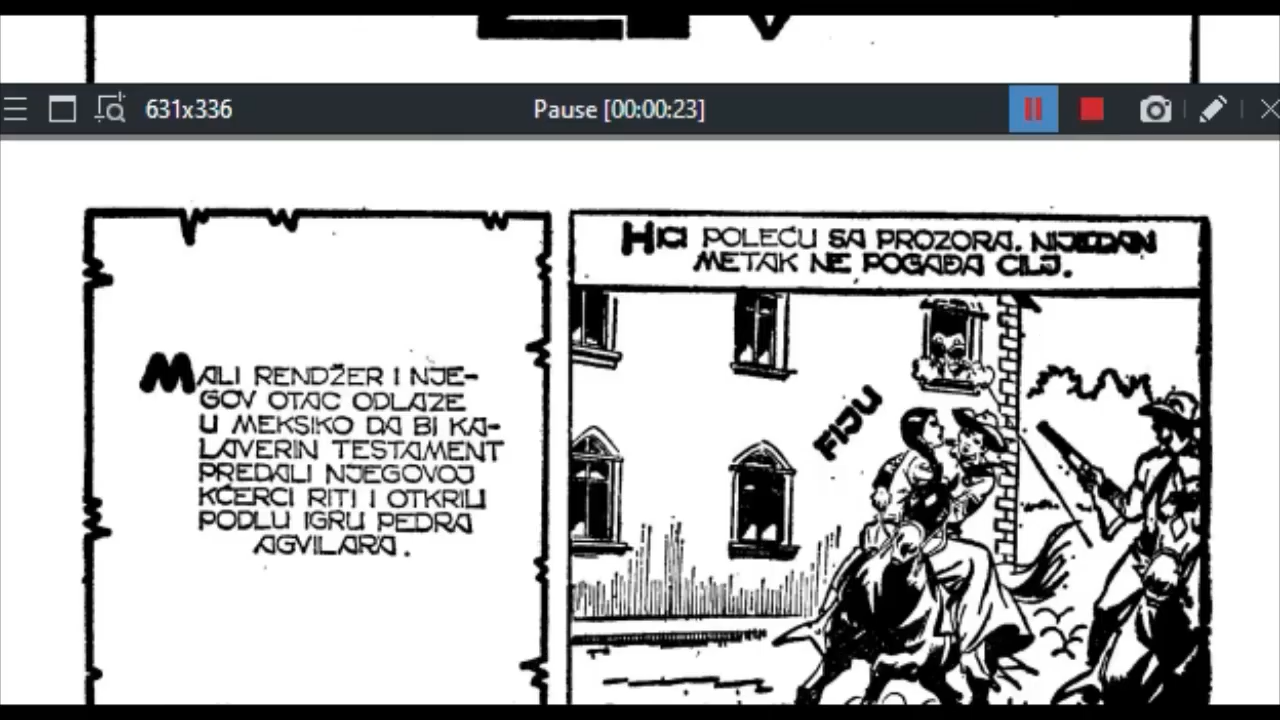 631x336
Pause [00:00:23]
MALI RENDŽER I NJE-
GOV OTAC ODLAZE
U MEKSIKO DA BI KA-
LAVERIN TESTAMENT
PREDALI NJEGOVOJ
KĆERCI RITI I OTKRILI
PODLU IGRU PEDRA
AGVILARA.
HICI POLEĆU SA PROZORA. NIJEDAN
METAK NE POGAĐA CILJ.
FIJU